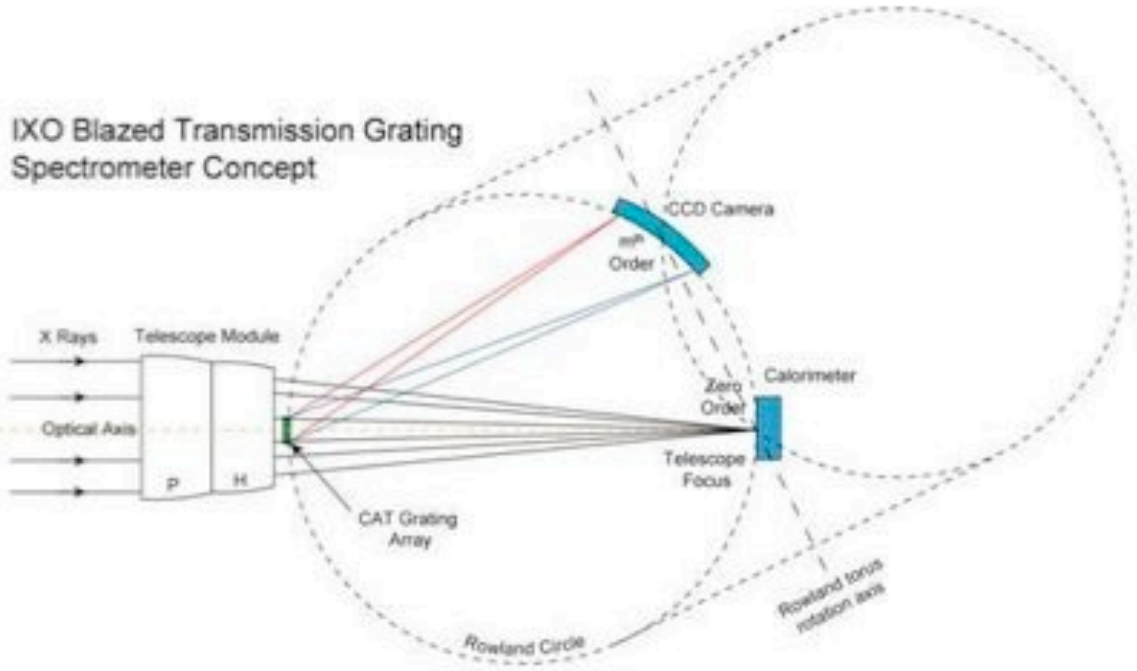 IXO Blazed Transmission Grating
Spectrometer Concept
CCD Camera
mth
Order
X Rays
Telescope Module
Zero
Order
Calorimeter
Optical Axis
P
H
Telescope
Focus
CAT Grating
Array
Rowland torus
rotation axis
Rowland Circle